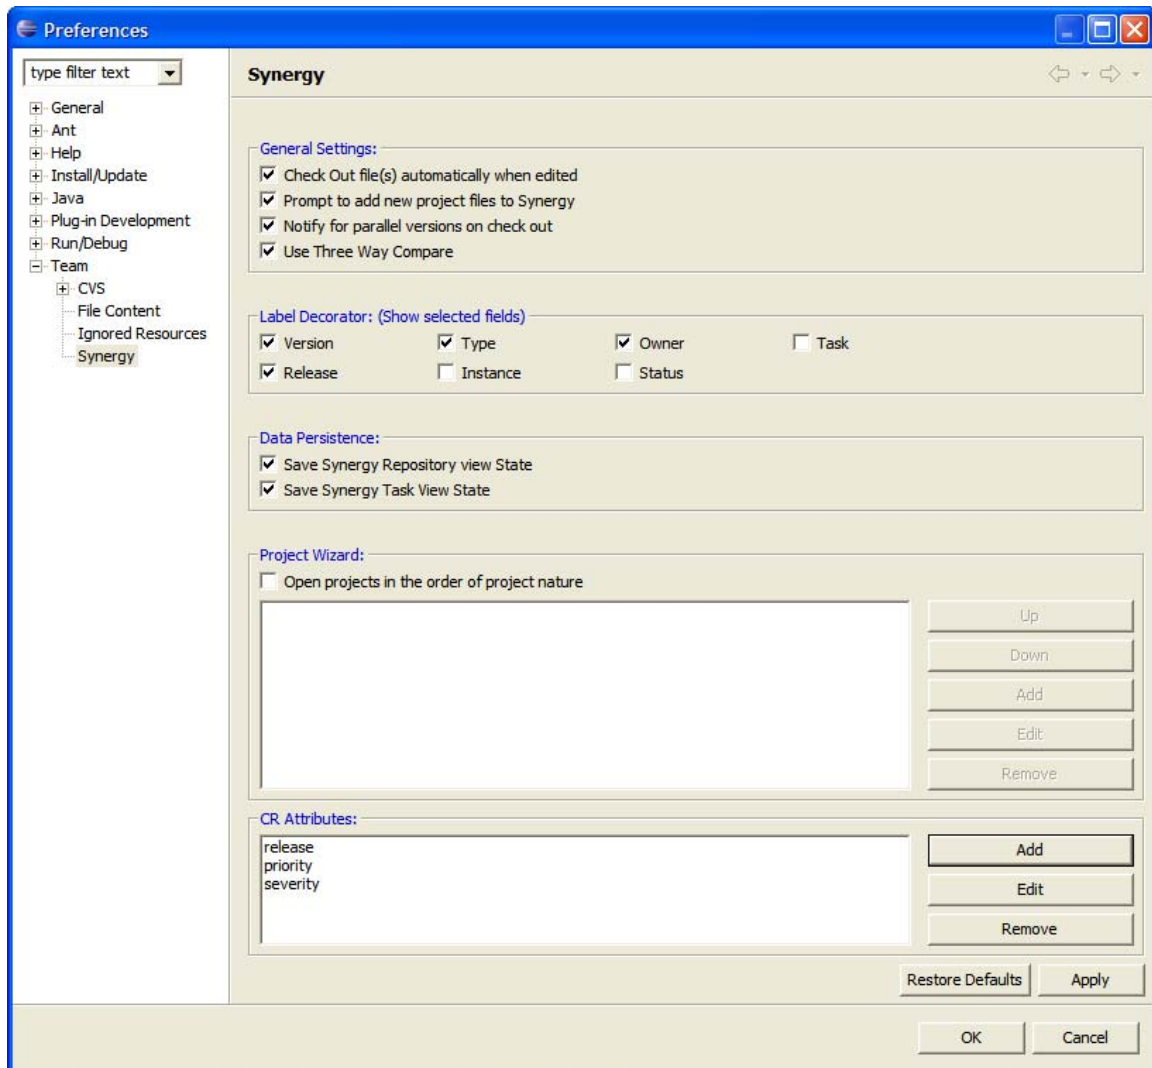 Preferences
type filter text
General
Ant
Help
Install/Update
Java
Plug-in Development
Run/Debug
Team
CVS
File Content
Ignored Resources
Synergy
Synergy
General Settings:
Check Out file(s) automatically when edited
Prompt to add new project files to Synergy
Notify for parallel versions on check out
Use Three Way Compare
Label Decorator: (Show selected fields)
Version Type Owner Task
Release Instance Status
Data Persistence:
Save Synergy Repository view State
Save Synergy Task View State
Project Wizard:
Open projects in the order of project nature
Up
Down
Add
Edit
Remove
CR Attributes:
release
priority
severity
Add
Edit
Remove
Restore Defaults Apply
OK Cancel